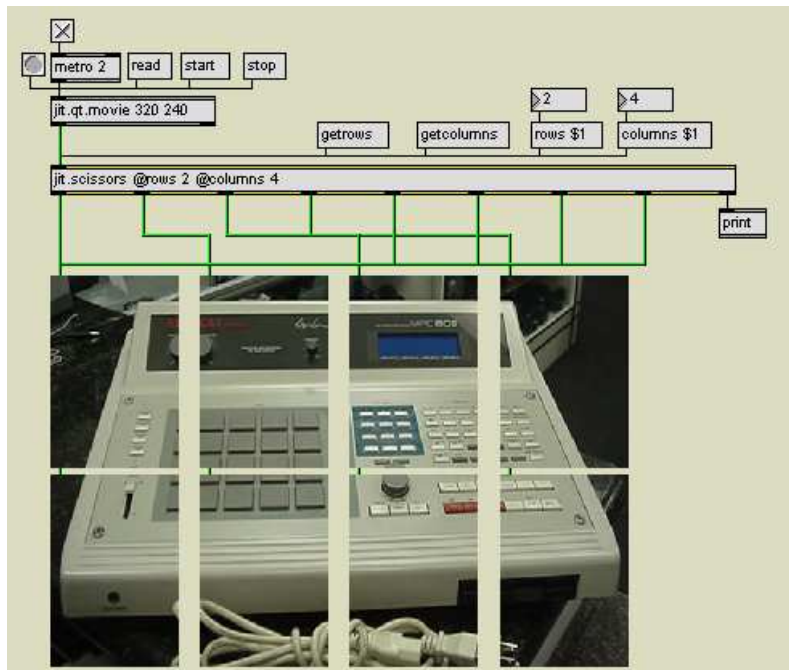 metro 2
read
start
stop
jit.qt.movie 320 240
2
4
getrows
getcolumns
rows $1
columns $1
jit.scissors @rows 2 @columns 4
print